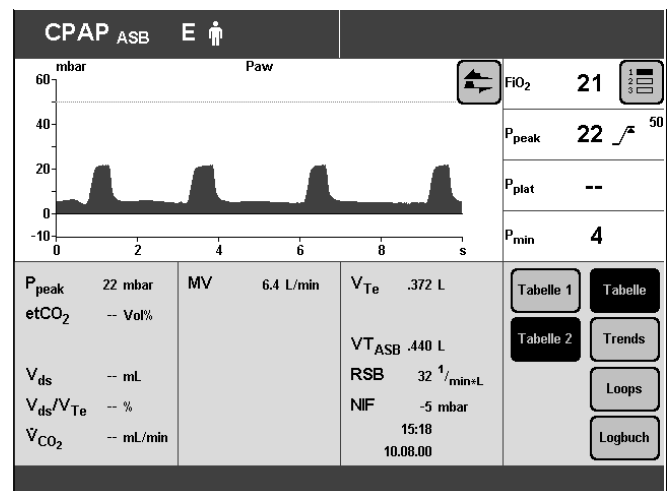 CPAP ASB E
mbar Paw
60
40
20
0
-10
0 2 4 6 8 s
FiO2 21
1
2
3
Ppeak 22 50
Pplat --
Pmin 4
Ppeak 22 mbar
etCO2 -- Vol%
Vds -- mL
Vds/VTe -- %
V̇CO2 -- mL/min
MV 6.4 L/min
VTe .372 L
VTASB .440 L
RSB 32 1/min*L
NIF -5 mbar
15:18
10.08.00
Tabelle 1 Tabelle
Tabelle 2 Trends
Loops
Logbuch